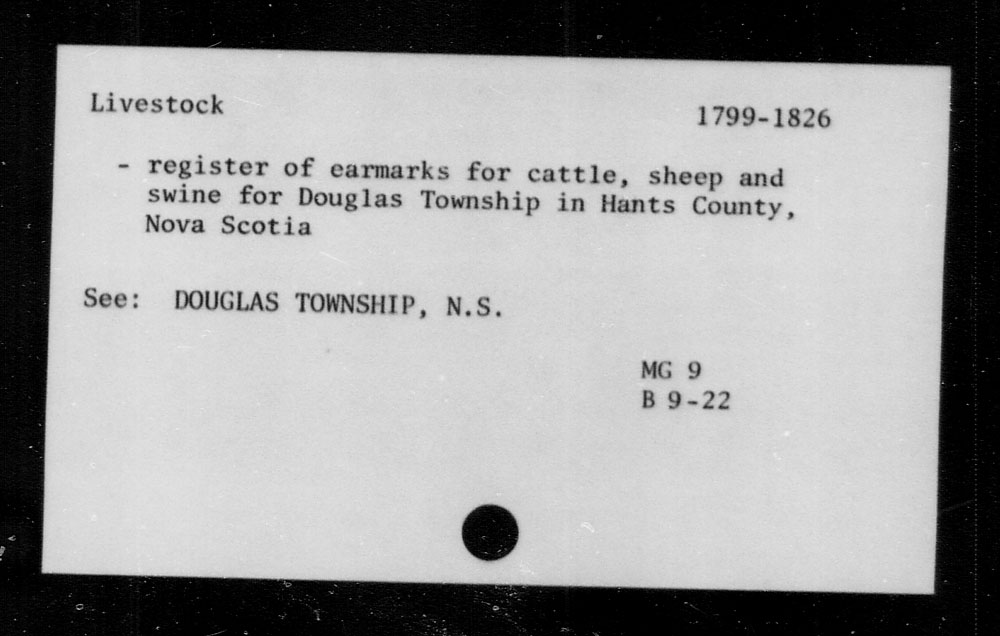 Livestock 1799-1826
- register of earmarks for cattle, sheep and
swine for Douglas Township in Hants County,
Nova Scotia
See: DOUGLAS TOWNSHIP, N.S.
MG 9
B 9-22